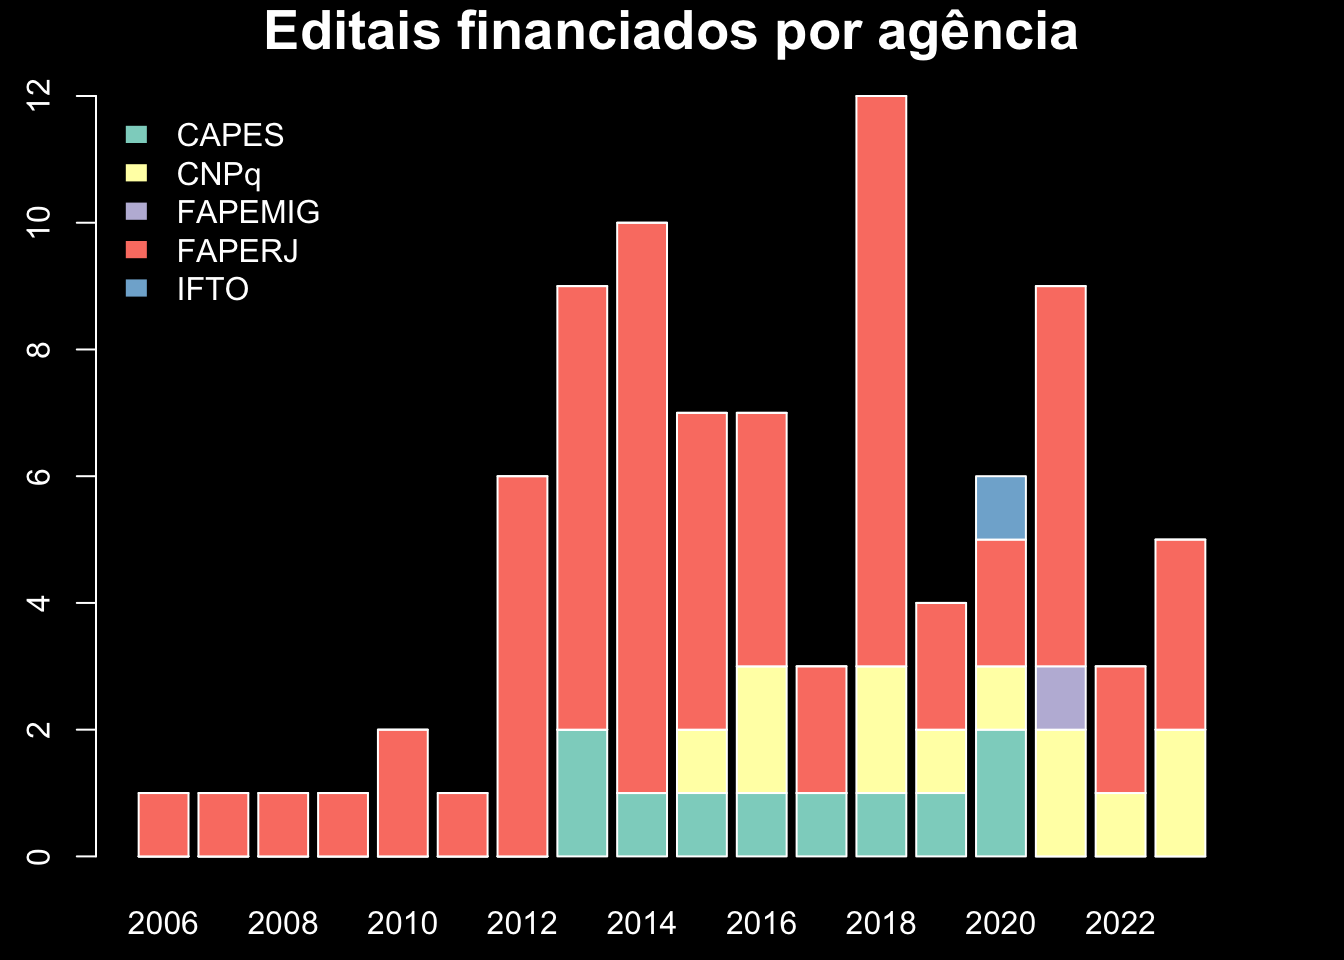 Editais financiados por agência
12
10
8
6
4
2
0
CAPES
CNPq
FAPEMIG
FAPERJ
IFTO
2006 2008 2010 2012 2014 2016 2018 2020 2022